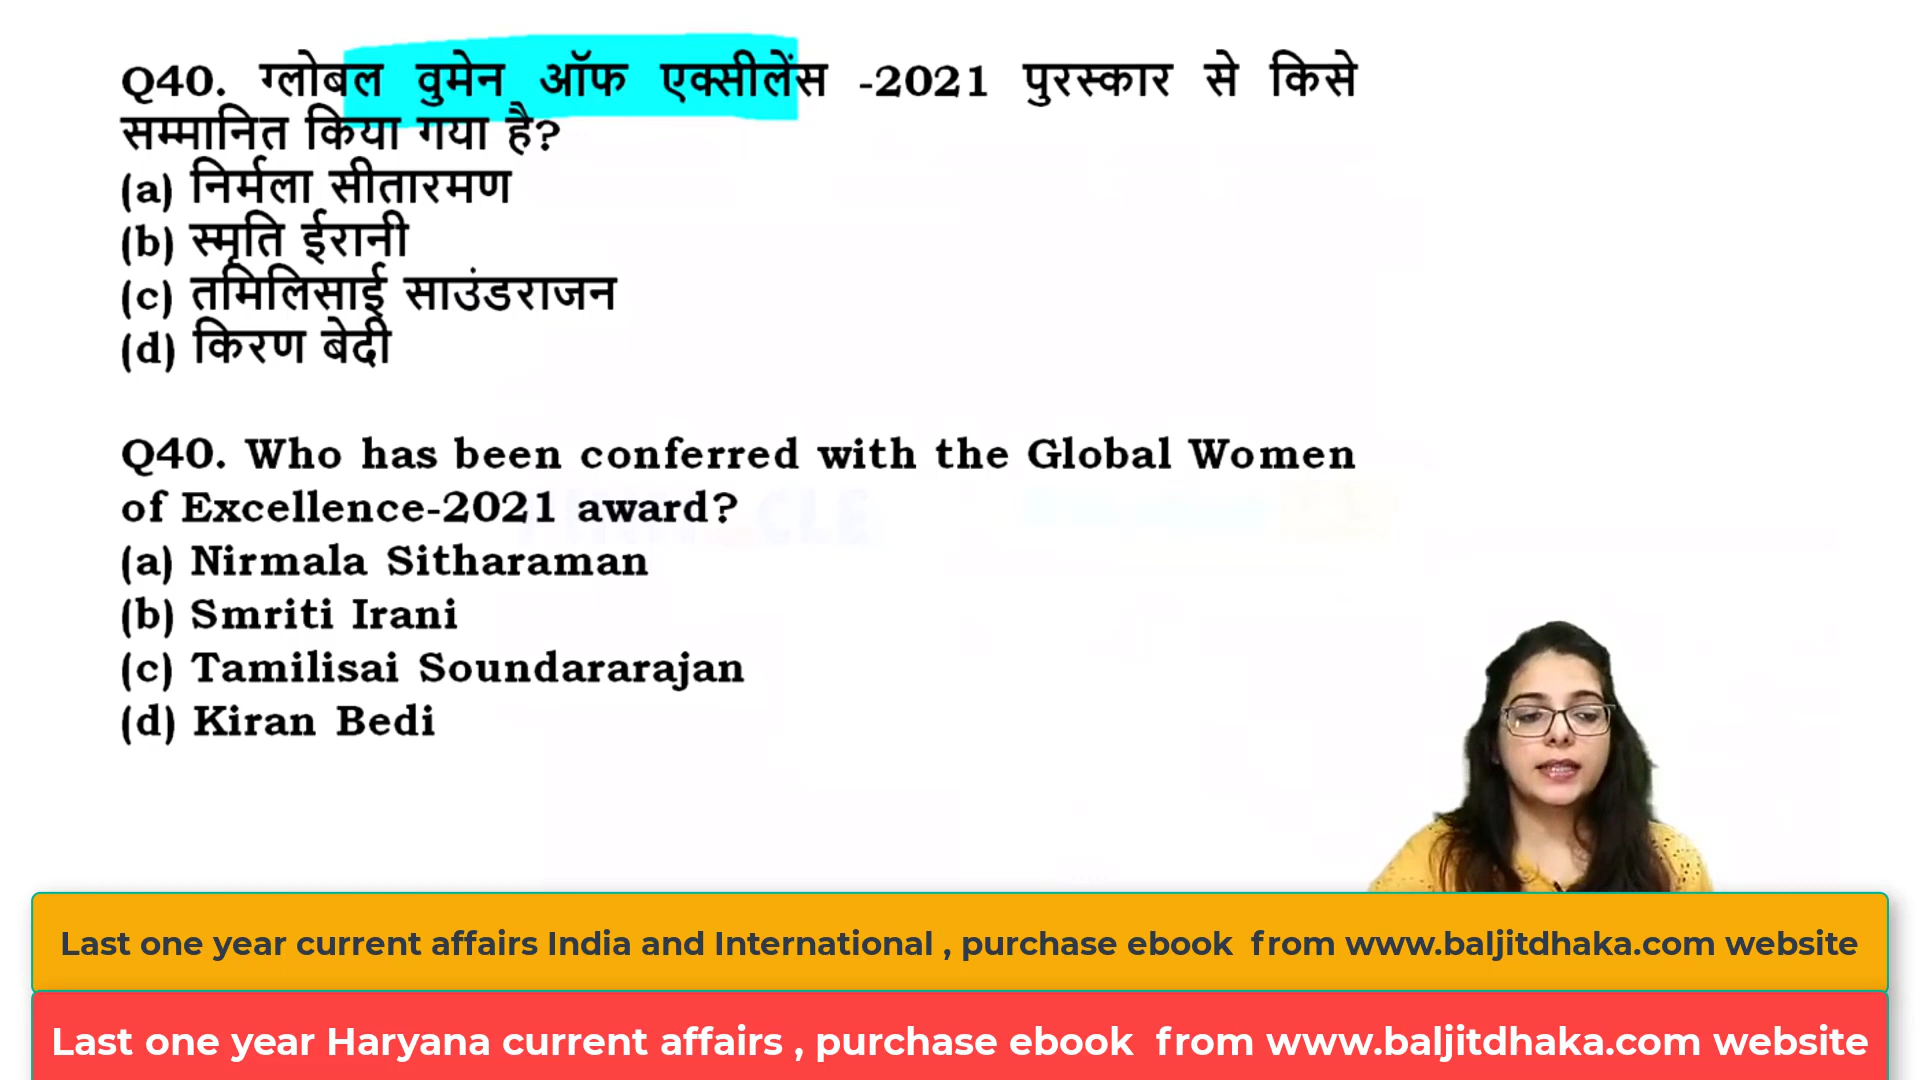 Q40. ग्लोबल वुमेन ऑफ एक्सीलेंस -2021 पुरस्कार से किसे
सम्मानित किया गया है?
(a) निर्मला सीतारमण
(b) स्मृति ईरानी
(c) तमिलिसाई साउंडराजन
(d) किरण बेदी
Q40. Who has been conferred with the Global Women
of Excellence-2021 award?
(a) Nirmala Sitharaman
(b) Smriti Irani
(c) Tamilisai Soundararajan
(d) Kiran Bedi
Last one year current affairs India and International , purchase ebook from www.baljitdhaka.com website
Last one year Haryana current affairs , purchase ebook from www.baljitdhaka.com website